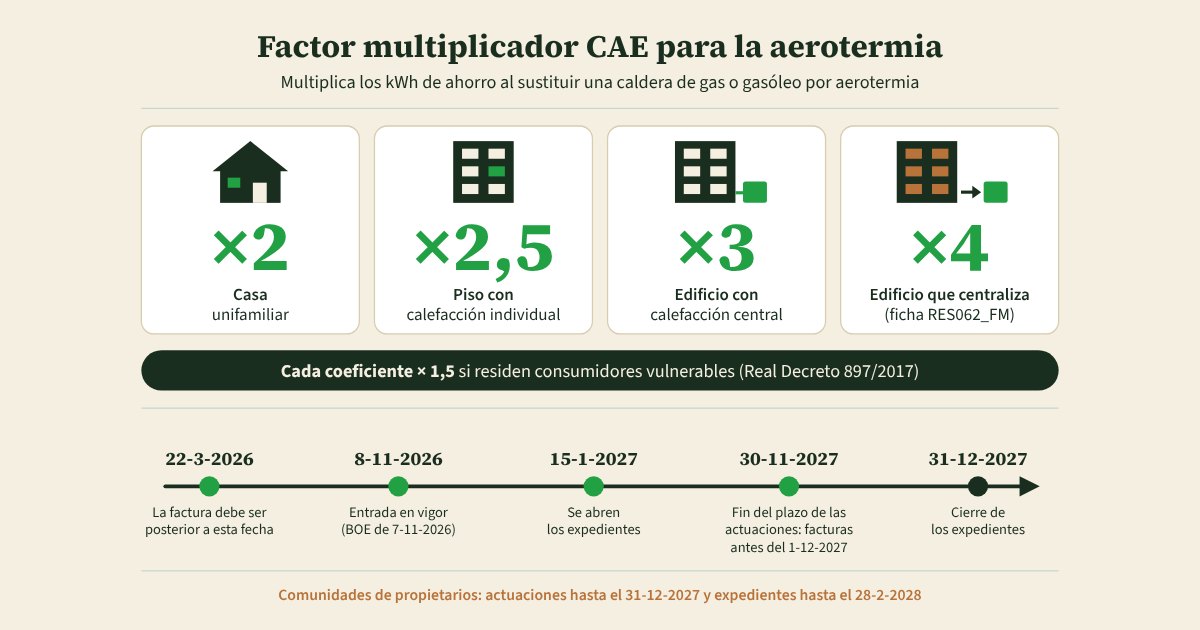 Factor multiplicador CAE para la aerotermia
Multiplica los kWh de ahorro al sustituir una caldera de gas o gasóleo por aerotermia
×2
Casa
unifamiliar
×2,5
Piso con
calefacción individual
×3
Edificio con
calefacción central
×4
Edificio que centraliza
(ficha RES062_FM)
Cada coeficiente × 1,5 si residen consumidores vulnerables (Real Decreto 897/2017)
22-3-2026
La factura debe ser
posterior a esta fecha
8-11-2026
Entrada en vigor
(BOE de 7-11-2026)
15-1-2027
Se abren
los expedientes
30-11-2027
Fin del plazo de las
actuaciones: facturas
antes del 1-12-2027
31-12-2027
Cierre de
los expedientes
Comunidades de propietarios: actuaciones hasta el 31-12-2027 y expedientes hasta el 28-2-2028